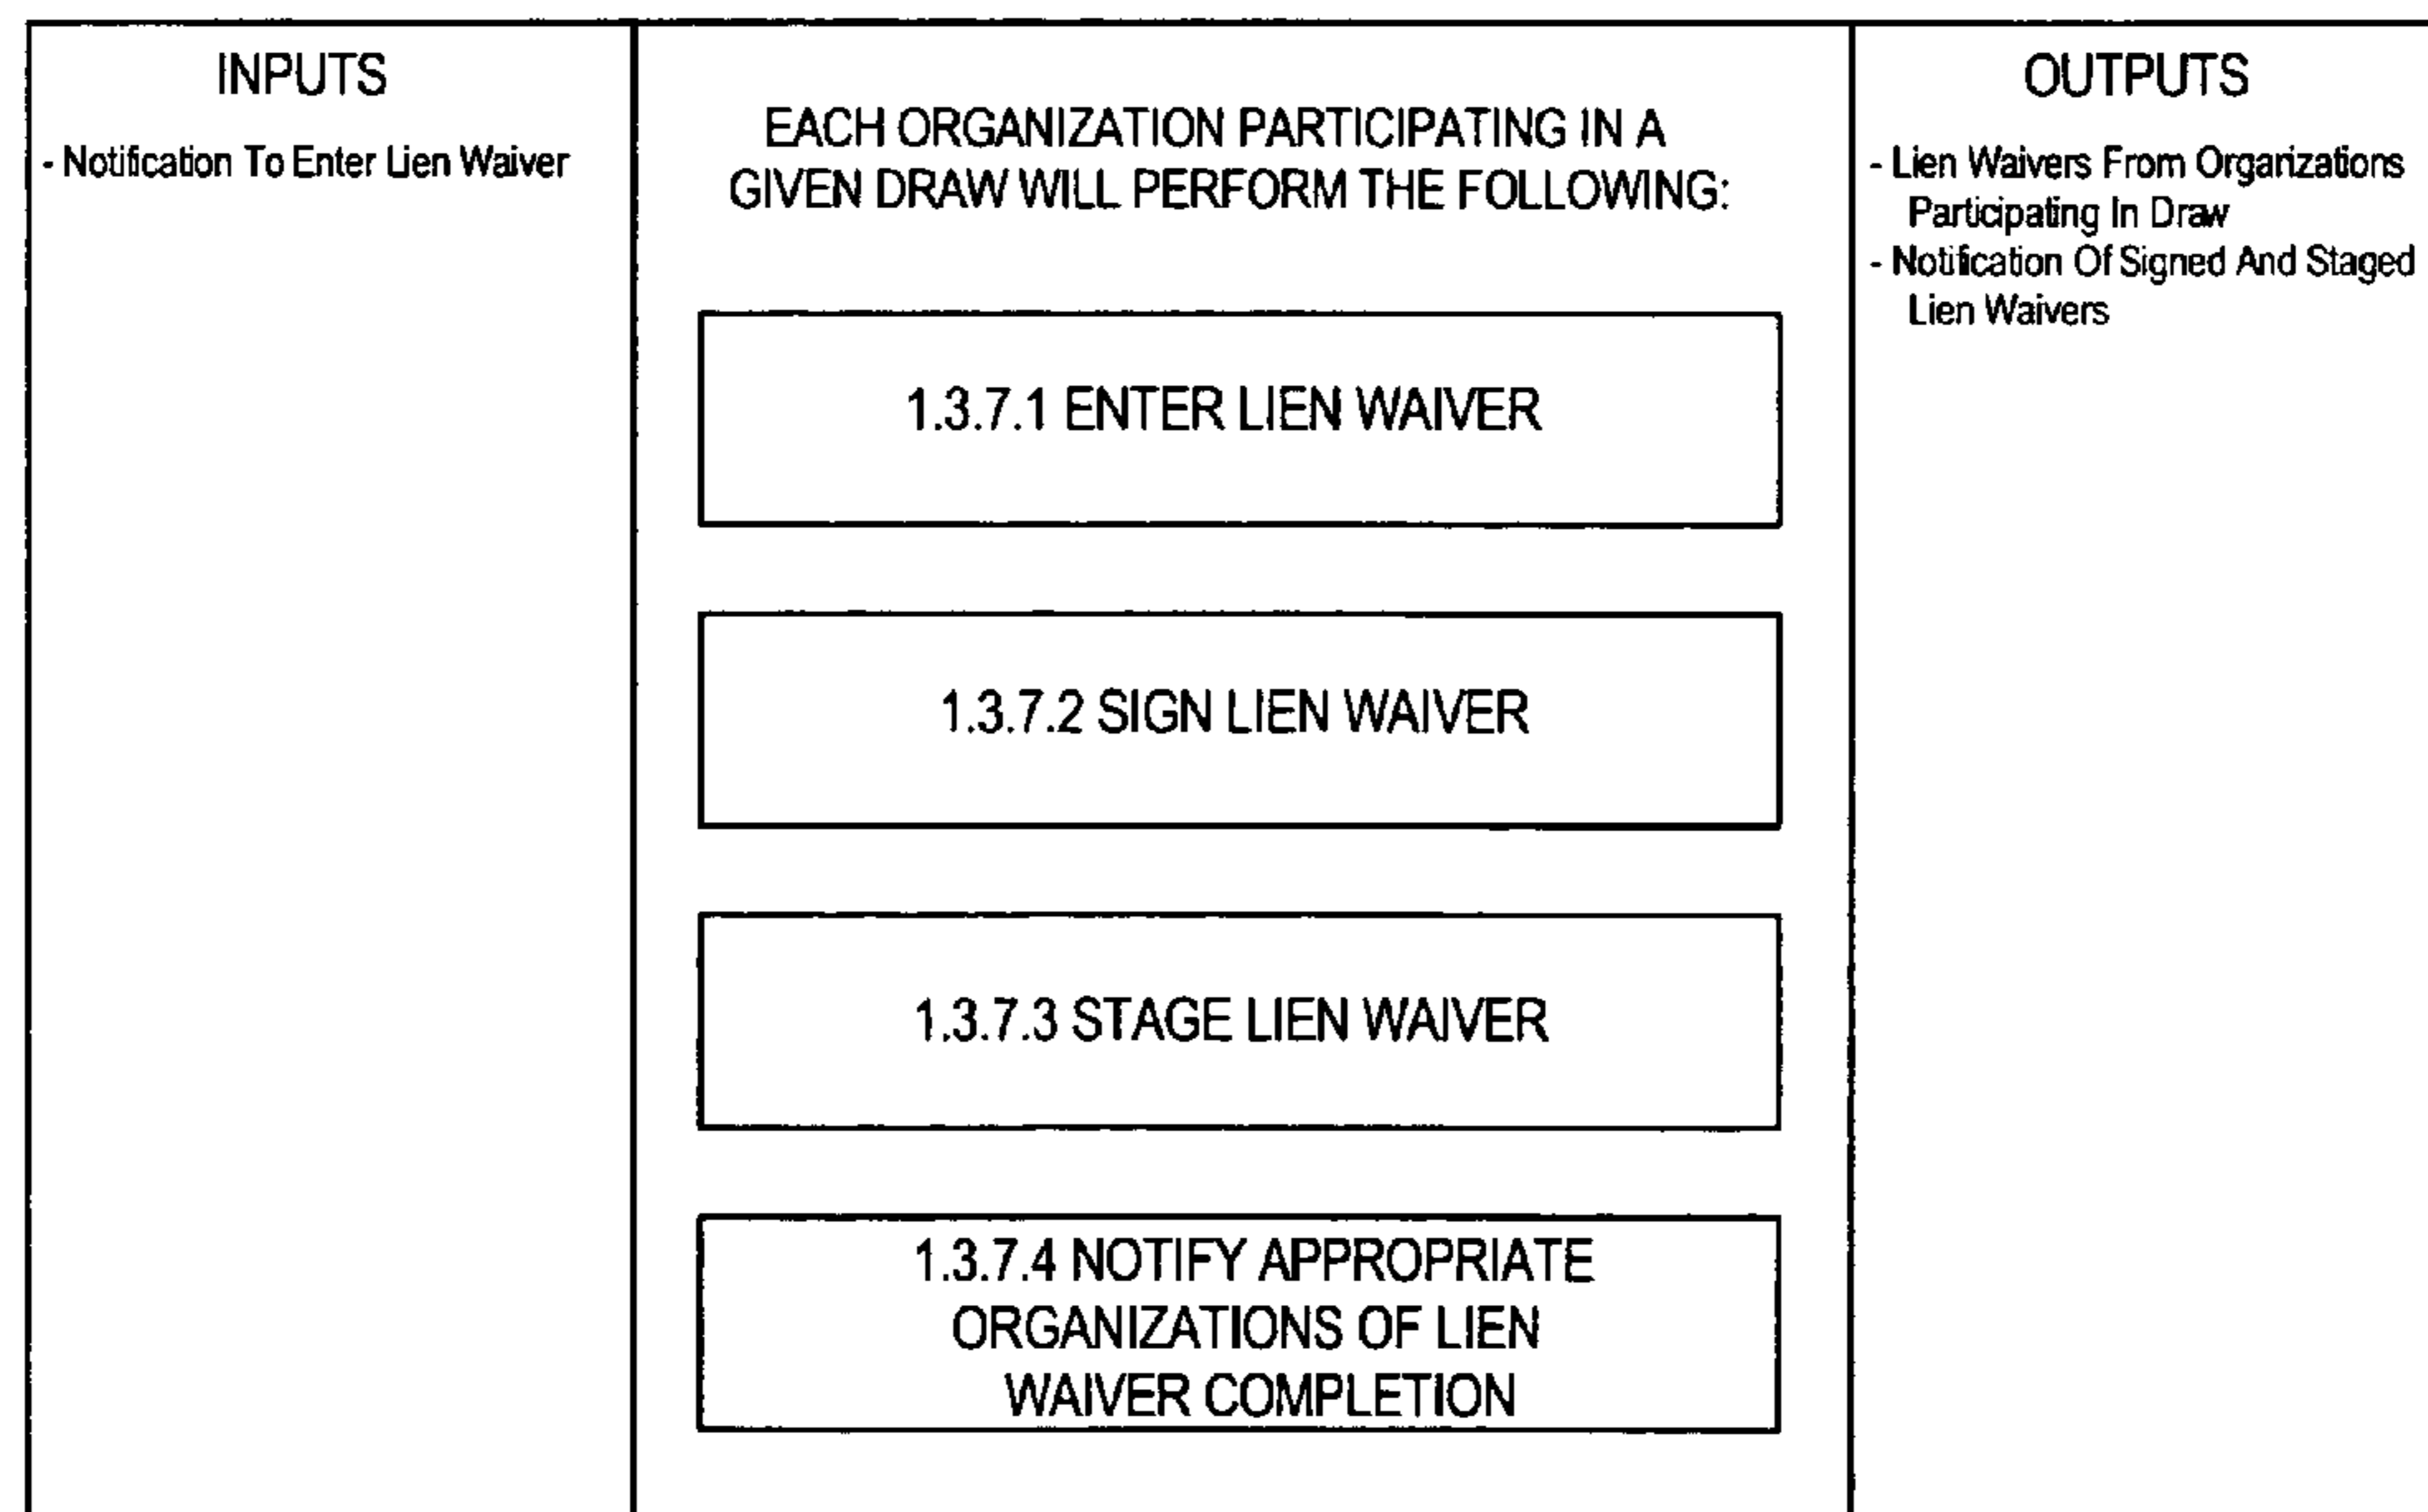 INPUTS
- Notification To Enter Lien Waiver
EACH ORGANIZATION PARTICIPATING IN A
GIVEN DRAW WILL PERFORM THE FOLLOWING:
1.3.7.1 ENTER LIEN WAIVER
1.3.7.2 SIGN LIEN WAIVER
1.3.7.3 STAGE LIEN WAIVER
1.3.7.4 NOTIFY APPROPRIATE
ORGANIZATIONS OF LIEN
WAIVER COMPLETION
OUTPUTS
- Lien Waivers From Organizations
Participating In Draw
- Notification Of Signed And Staged
Lien Waivers